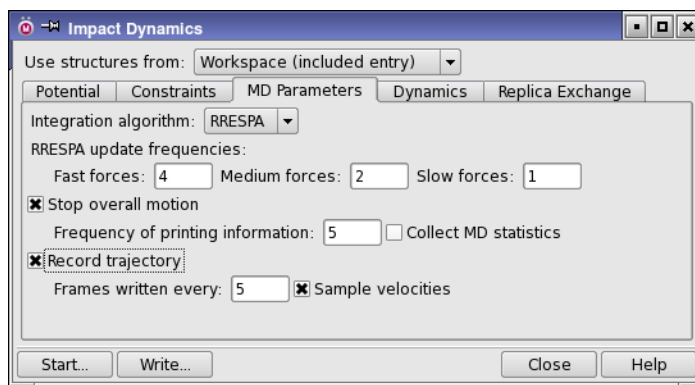 Impact Dynamics
Use structures from: Workspace (included entry)
Potential Constraints MD Parameters Dynamics Replica Exchange
Integration algorithm: RRESPA
RRESPA update frequencies:
Fast forces: 4 Medium forces: 2 Slow forces: 1
Stop overall motion
Frequency of printing information: 5 Collect MD statistics
Record trajectory
Frames written every: 5 Sample velocities
Start... Write... Close Help